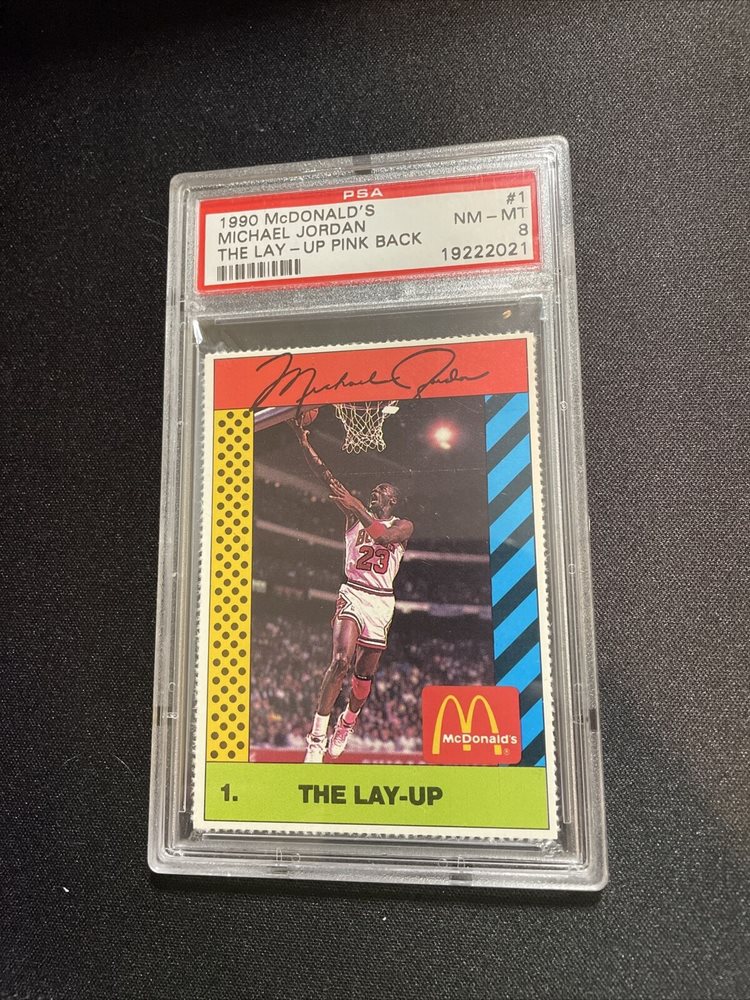 PSA
1990 McDONALD'S #1
MICHAEL JORDAN NM - MT
THE LAY - UP PINK BACK 8
19222021
Michael Jordan
BULLS
23
McDonald's ®
1. THE LAY-UP